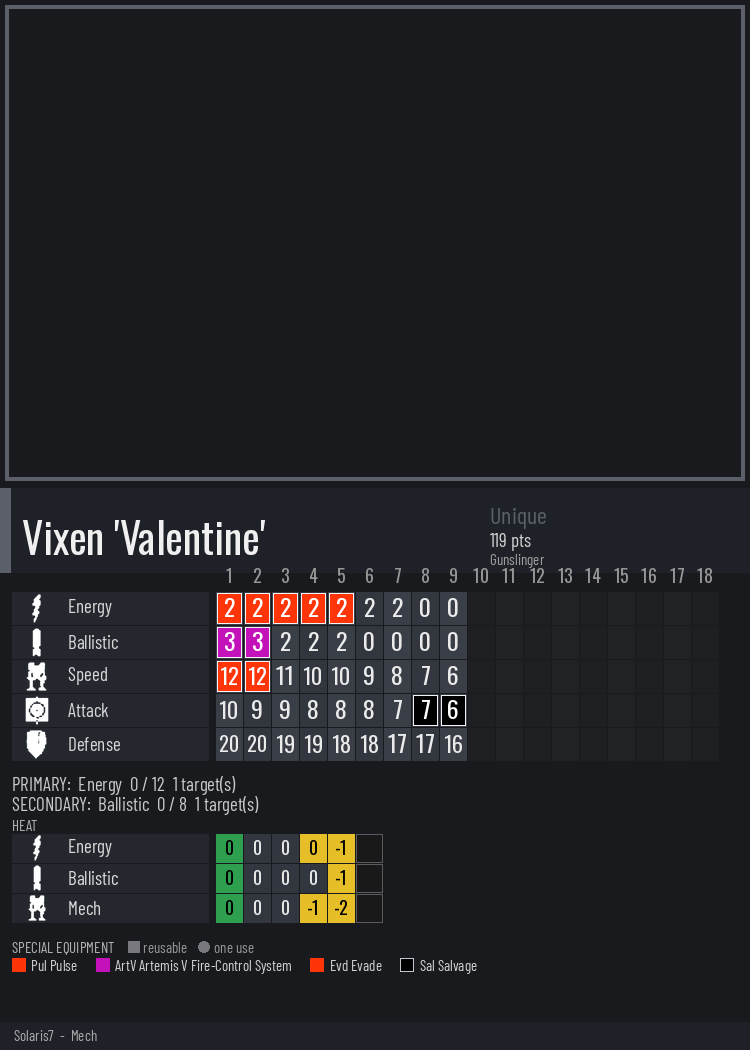 Vixen 'Valentine'
Unique
119 pts
Gunslinger
1 2 3 4 5 6 7 8 9 10 11 12 13 14 15 16 17 18
Energy 2 2 2 2 2 2 2 0 0
Ballistic 3 3 2 2 2 0 0 0 0
Speed 12 12 11 10 10 9 8 7 6
Attack 10 9 9 8 8 8 7 7 6
Defense 20 20 19 19 18 18 17 17 16
PRIMARY: Energy 0 / 12 1 target(s)
SECONDARY: Ballistic 0 / 8 1 target(s)
HEAT
Energy 0 0 0 0 -1
Ballistic 0 0 0 0 -1
Mech 0 0 0 -1 -2
SPECIAL EQUIPMENT reusable one use
Pul Pulse ArtV Artemis V Fire-Control System Evd Evade Sal Salvage
Solaris7 - Mech